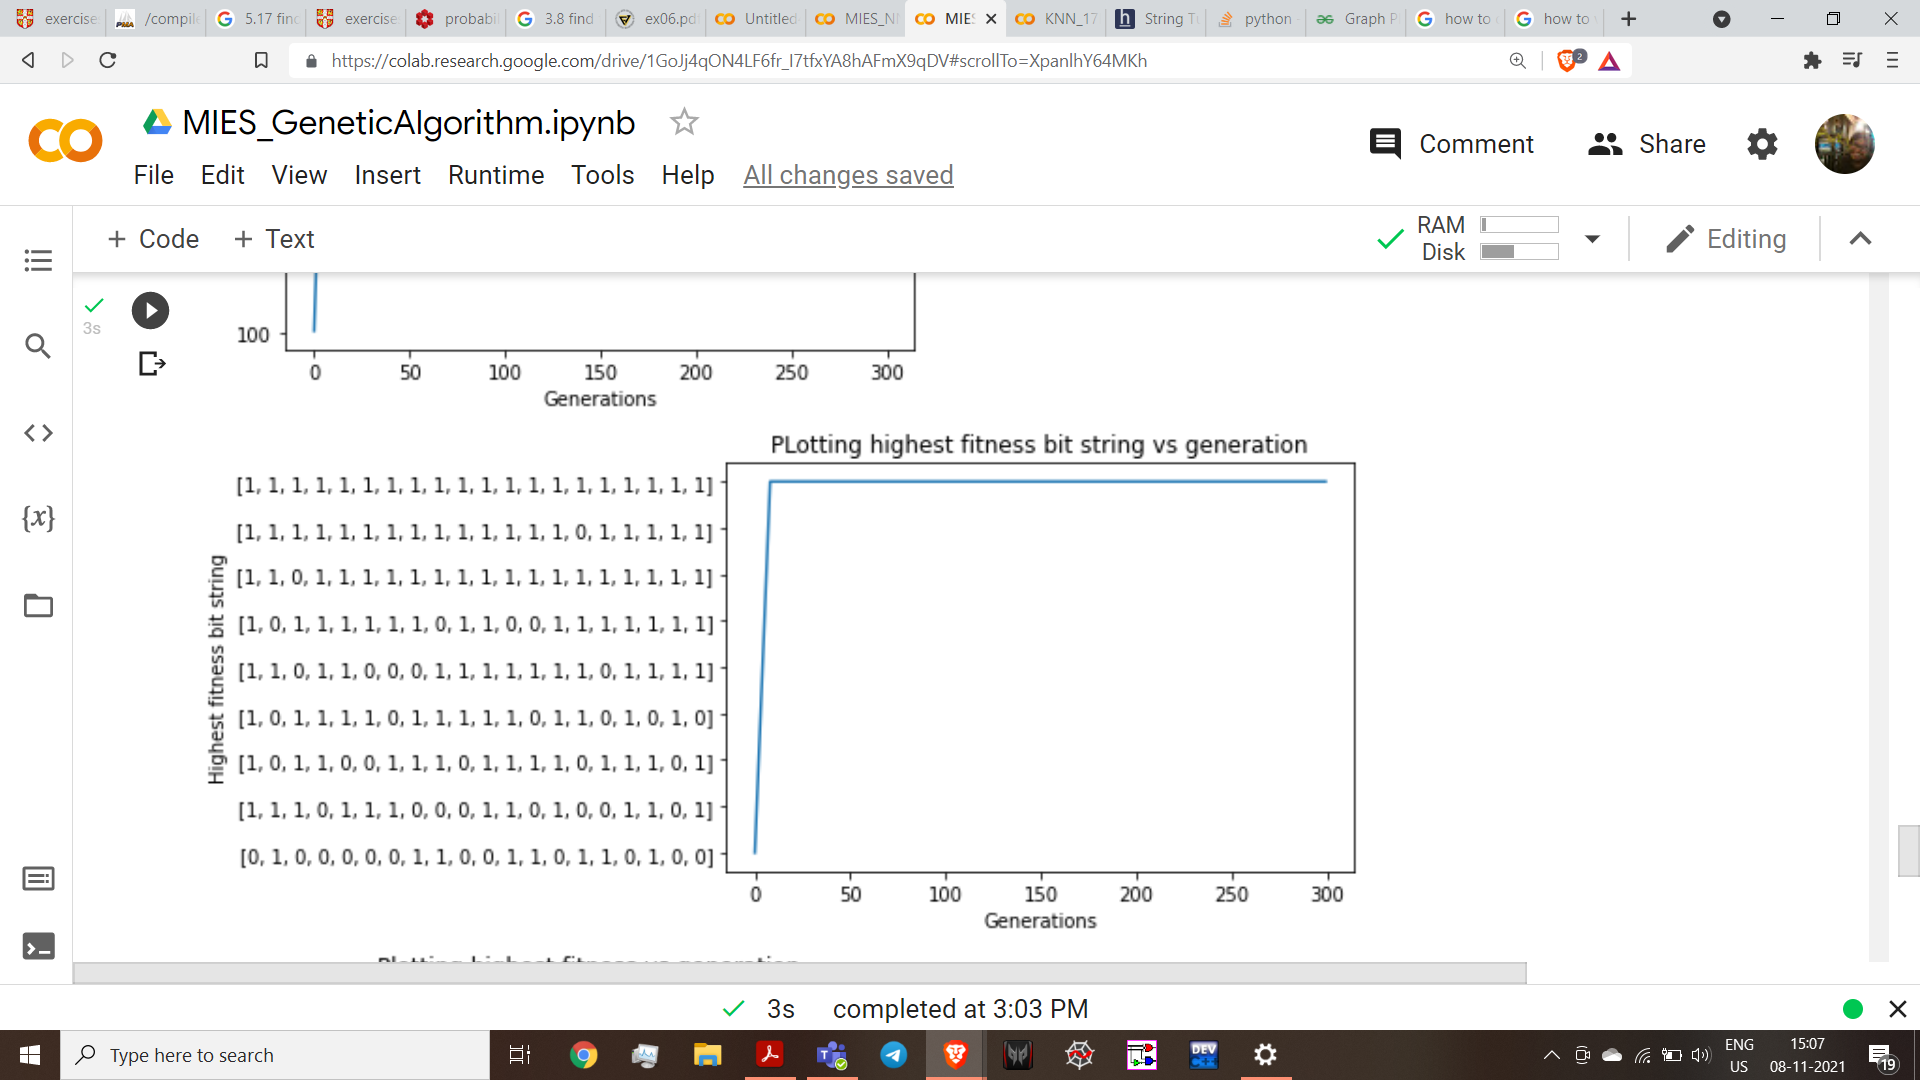 exercise
/compil
5.17 find
exercise
probabil
3.8 find
ex06.pd
Untitled
MIES_N
MIES
KNN_17
String T
python -
Graph P
how to
how to
https://colab.research.google.com/drive/1GoJj4qON4LF6fr_I7tfxYA8hAFmX9qDV#scrollTo=XpanlhY64MKh
2
MIES_GeneticAlgorithm.ipynb
File Edit View Insert Runtime Tools Help All changes saved
Comment
Share
+ Code + Text
RAM
Disk
Editing
3s
100
0 50 100 150 200 250 300
Generations
PLotting highest fitness bit string vs generation
Highest fitness bit string
[1, 1, 1, 1, 1, 1, 1, 1, 1, 1, 1, 1, 1, 1, 1, 1, 1, 1, 1, 1]
[1, 1, 1, 1, 1, 1, 1, 1, 1, 1, 1, 1, 1, 1, 0, 1, 1, 1, 1, 1]
[1, 1, 0, 1, 1, 1, 1, 1, 1, 1, 1, 1, 1, 1, 1, 1, 1, 1, 1, 1]
[1, 0, 1, 1, 1, 1, 1, 1, 0, 1, 1, 0, 0, 1, 1, 1, 1, 1, 1, 1]
[1, 1, 0, 1, 1, 0, 0, 0, 1, 1, 1, 1, 1, 1, 1, 0, 1, 1, 1, 1]
[1, 0, 1, 1, 1, 1, 0, 1, 1, 1, 1, 1, 0, 1, 1, 0, 1, 0, 1, 0]
[1, 0, 1, 1, 0, 0, 1, 1, 1, 0, 1, 1, 1, 1, 0, 1, 1, 1, 0, 1]
[1, 1, 1, 0, 1, 1, 1, 0, 0, 0, 1, 1, 0, 1, 0, 0, 1, 1, 0, 1]
[0, 1, 0, 0, 0, 0, 0, 1, 1, 0, 0, 1, 1, 0, 1, 1, 0, 1, 0, 0]
0 50 100 150 200 250 300
Generations
Plotting highest fitness vs generation
3s completed at 3:03 PM
Type here to search
DEV
C++
ENG
US
15:07
08-11-2021
19